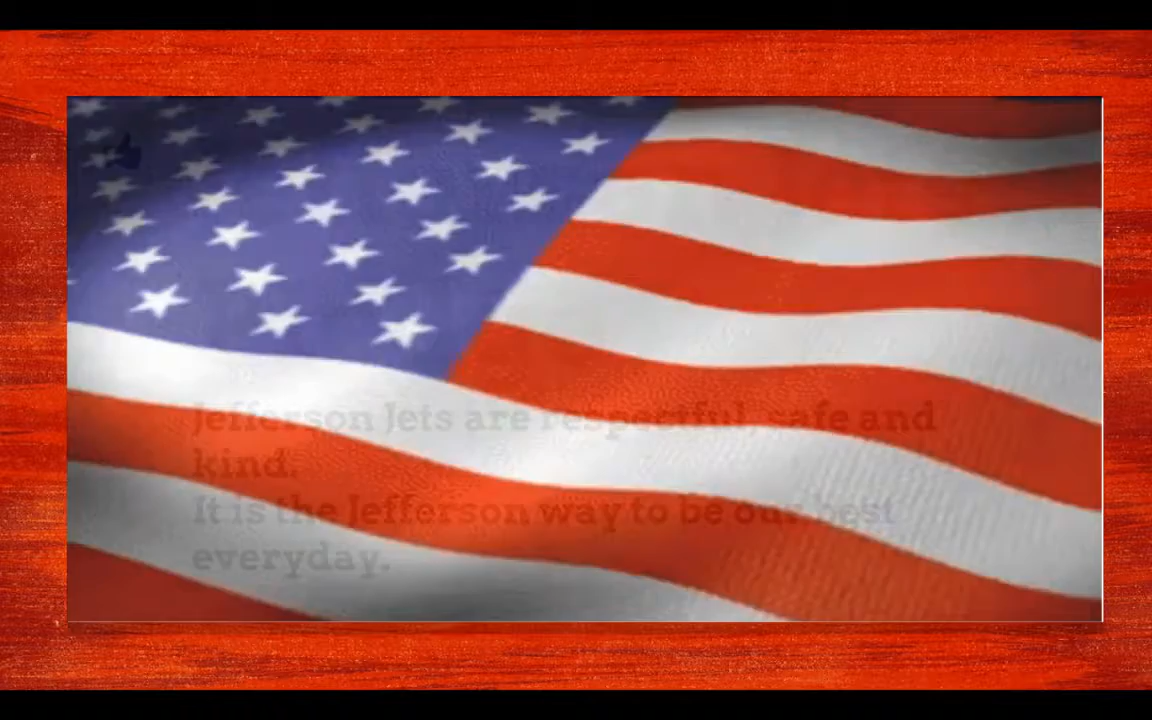 Jefferson Jets are respectful, safe and
kind.
It is the Jefferson way to be our best
everyday.